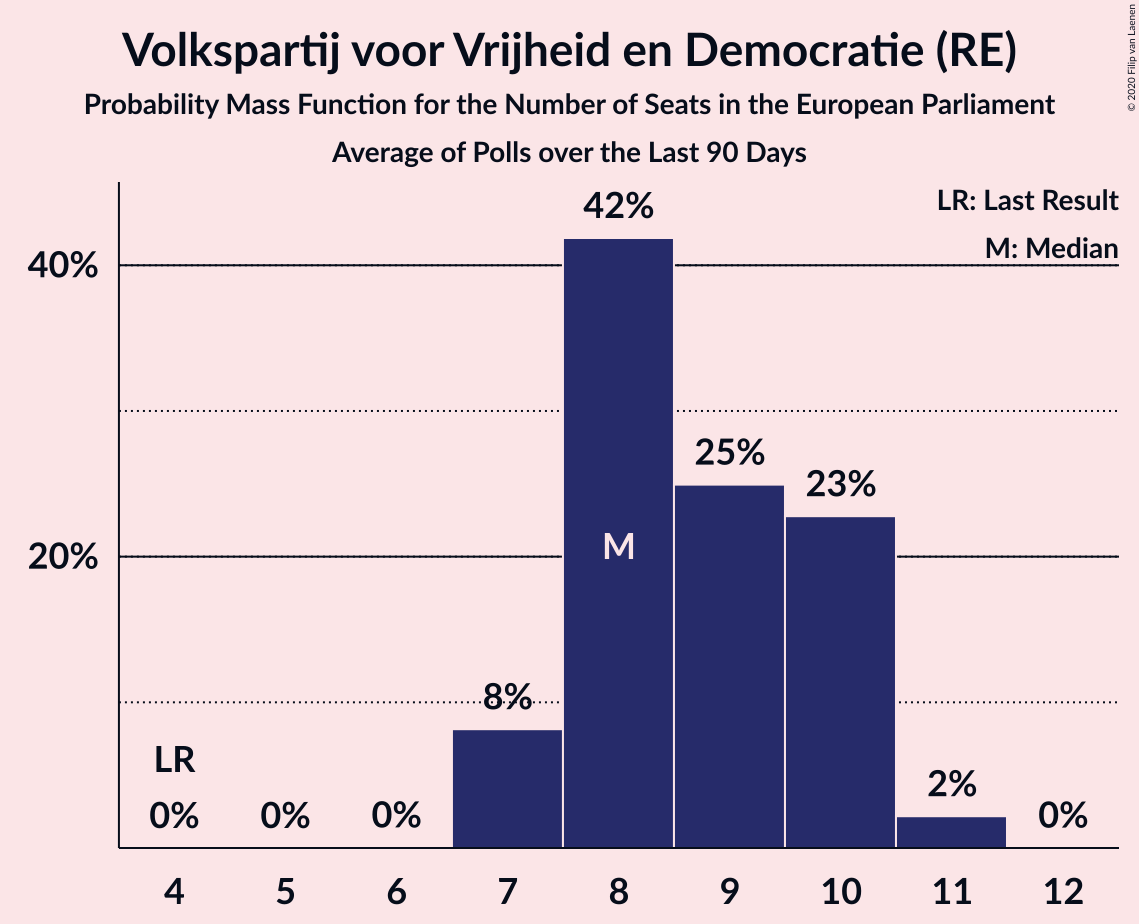 Volkspartij voor Vrijheid en Democratie (RE)
Probability Mass Function for the Number of Seats in the European Parliament
Average of Polls over the Last 90 Days
© 2020 Filip van Laenen
LR: Last Result
M: Median
42%
40%
25%
23%
M
20%
8%
LR
2%
0% 0% 0% 0%
4 5 6 7 8 9 10 11 12